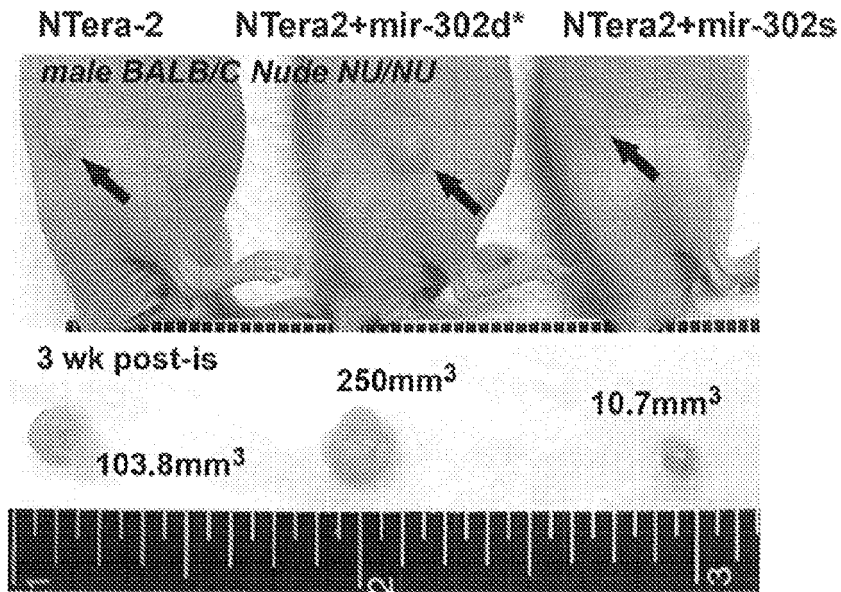 NTera-2 NTera2+mir-302d* NTera2+mir-302s
male BALB/C Nude NU/NU
3 wk post-is
250mm³
10.7mm³
103.8mm³
1 2 3